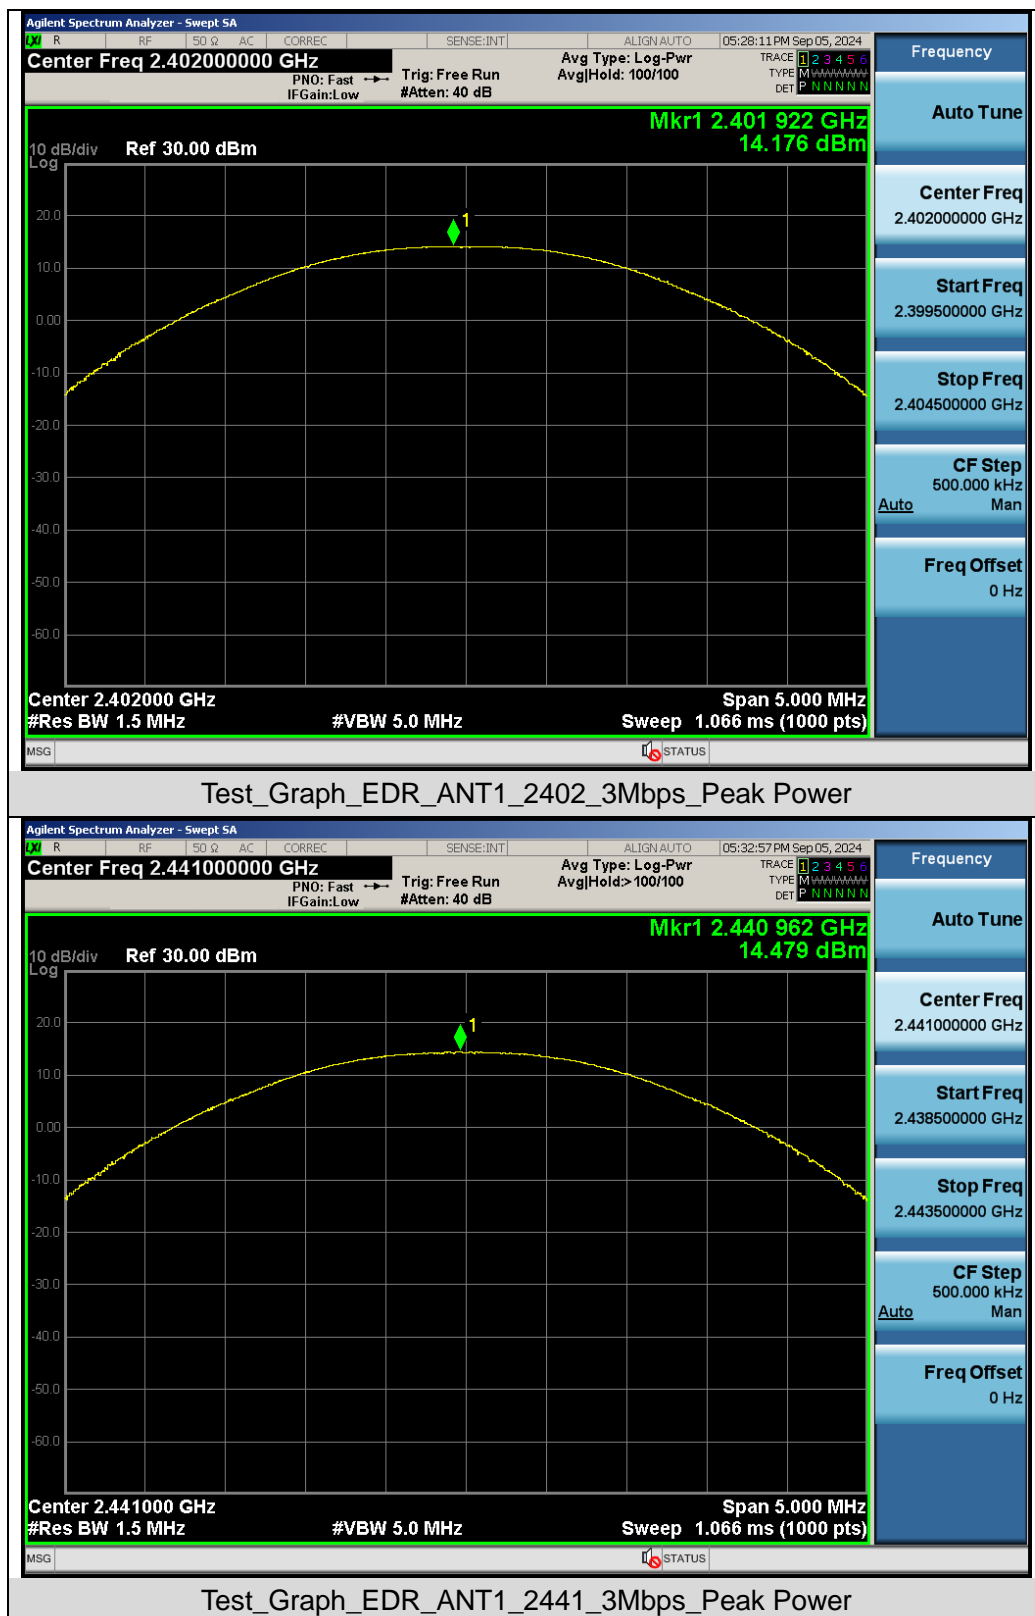 Agilent Spectrum Analyzer - Swept SA
LXI R RF 50 Ω AC CORREC SENSE:INT ALIGN AUTO 05:28:11 PM Sep 05, 2024
Center Freq 2.402000000 GHz
PNO: Fast
IFGain:Low
Trig: Free Run
#Atten: 40 dB
Avg Type: Log-Pwr
Avg|Hold: 100/100
TRACE 1 2 3 4 5 6
TYPE M WWWWW
DET P N N N N N
Mkr1 2.401 922 GHz
14.176 dBm
10 dB/div Ref 30.00 dBm
Log
20.0
10.0
0.00
-10.0
-20.0
-30.0
-40.0
-50.0
-60.0
1
Center 2.402000 GHz Span 5.000 MHz
#Res BW 1.5 MHz #VBW 5.0 MHz Sweep 1.066 ms (1000 pts)
MSG STATUS
Frequency
Auto Tune
Center Freq
2.402000000 GHz
Start Freq
2.399500000 GHz
Stop Freq
2.404500000 GHz
CF Step
500.000 kHz
Auto Man
Freq Offset
0 Hz
Test_Graph_EDR_ANT1_2402_3Mbps_Peak Power
Agilent Spectrum Analyzer - Swept SA
LXI R RF 50 Ω AC CORREC SENSE:INT ALIGN AUTO 05:32:57 PM Sep 05, 2024
Center Freq 2.441000000 GHz
PNO: Fast
IFGain:Low
Trig: Free Run
#Atten: 40 dB
Avg Type: Log-Pwr
Avg|Hold:>100/100
TRACE 1 2 3 4 5 6
TYPE M WWWWW
DET P N N N N N
Mkr1 2.440 962 GHz
14.479 dBm
10 dB/div Ref 30.00 dBm
Log
20.0
10.0
0.00
-10.0
-20.0
-30.0
-40.0
-50.0
-60.0
1
Center 2.441000 GHz Span 5.000 MHz
#Res BW 1.5 MHz #VBW 5.0 MHz Sweep 1.066 ms (1000 pts)
MSG STATUS
Frequency
Auto Tune
Center Freq
2.441000000 GHz
Start Freq
2.438500000 GHz
Stop Freq
2.443500000 GHz
CF Step
500.000 kHz
Auto Man
Freq Offset
0 Hz
Test_Graph_EDR_ANT1_2441_3Mbps_Peak Power